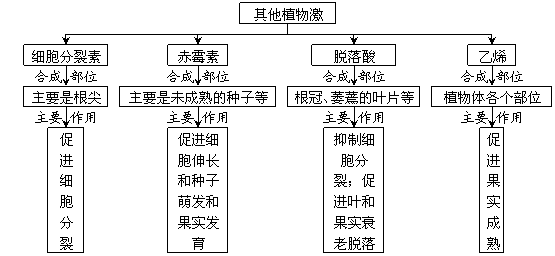 其他植物激
细胞分裂素 赤霉素 脱落酸 乙烯
合成 部位 合成 部位 合成 部位 合成 部位
主要是根尖 主要是未成熟的种子等 根冠、萎蔫的叶片等 植物体各个部位
主要 作用 主要 作用 主要 作用 主要 作用
促
进
细
胞
分
裂
促进细
胞伸长
和种子
萌发和
果实发
育
抑制细
胞分
裂；促
进叶和
果实衰
老脱落
促
进
果
实
成
熟